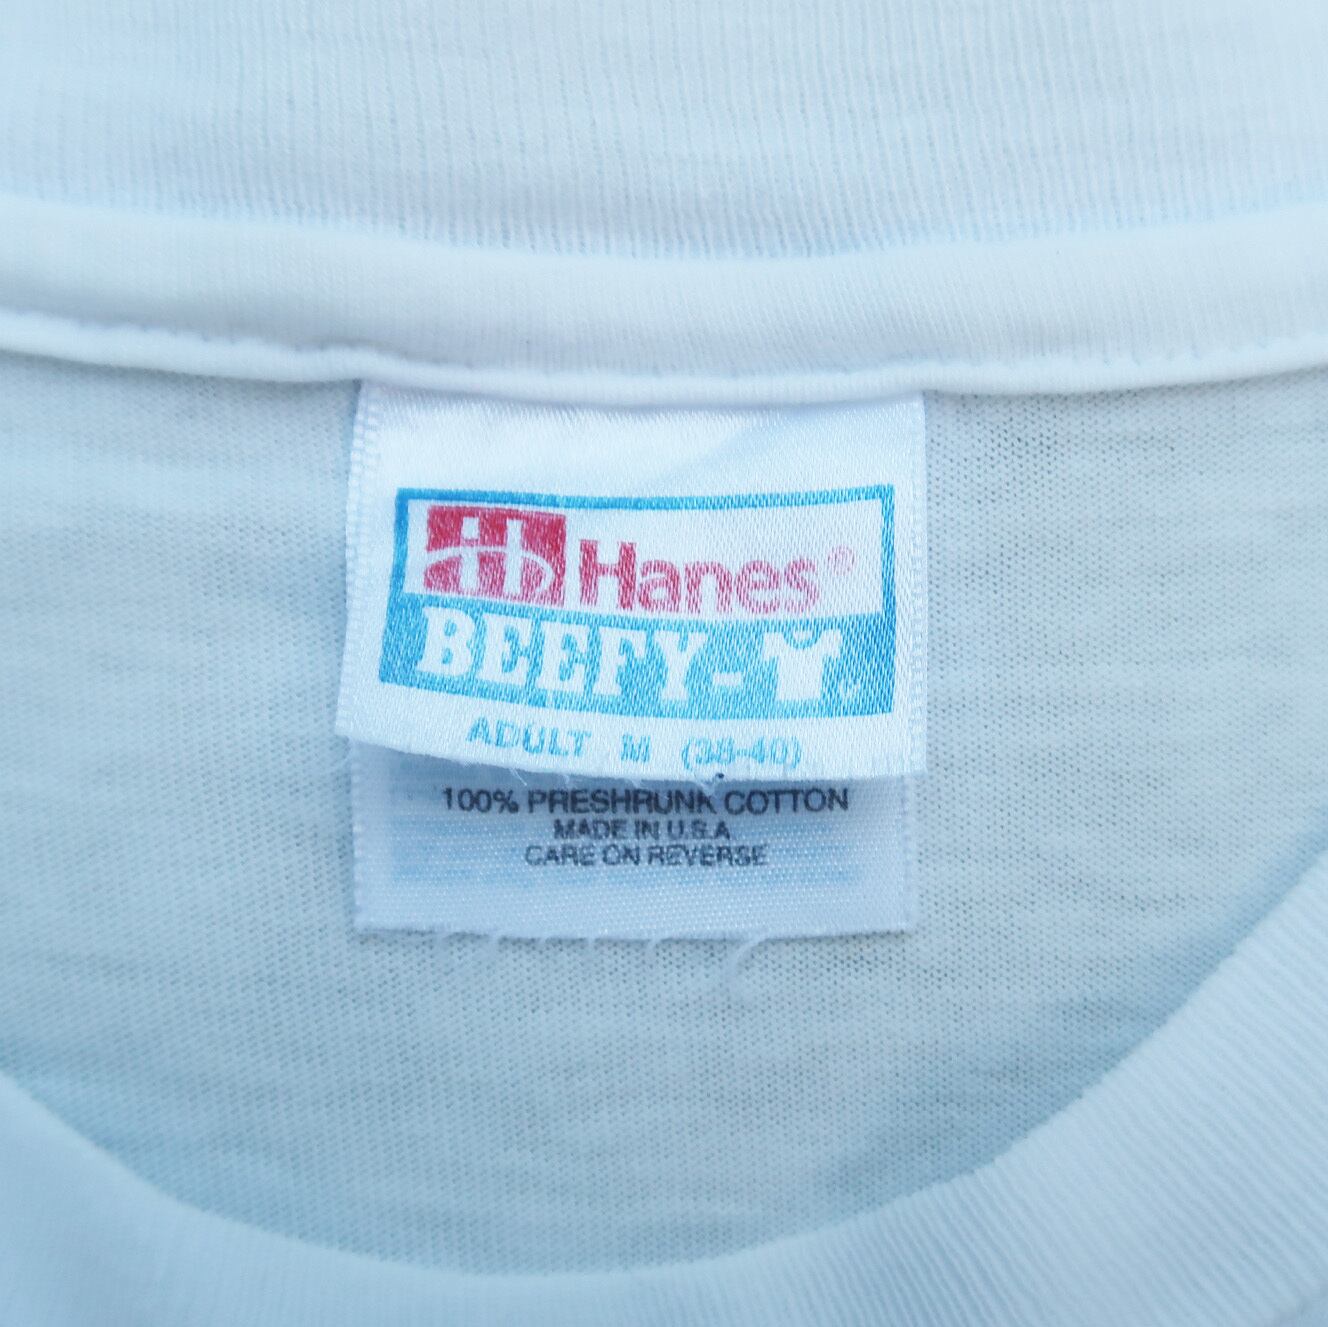 Hanes®
BEEFY-
ADULT M (38-40)
100% PRESHRUNK COTTON
MADE IN U.S.A.
CARE ON REVERSE